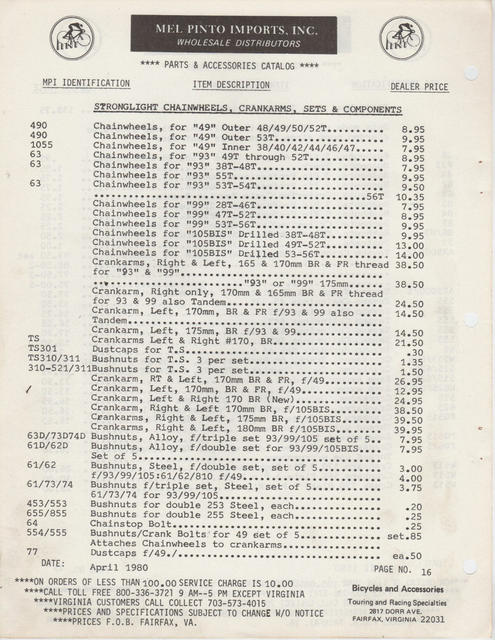 MEL PINTO IMPORTS, INC.
WHOLESALE DISTRIBUTORS
**** PARTS & ACCESSORIES CATALOG ****
MPI IDENTIFICATION ITEM DESCRIPTION DEALER PRICE
STRONGLIGHT CHAINWHEELS, CRANKARMS, SETS & COMPONENTS
490 Chainwheels, for "49" Outer 48/49/50/52T.......... 8.95
490 Chainwheels, for "49" Outer 53T................... 9.95
1055 Chainwheels, for "49" Inner 38/40/42/44/46/47..... 7.95
63 Chainwheels, for "93" 49T through 52T............. 8.95
63 Chainwheels for "93" 38T-48T...................... 7.95
Chainwheels for "93" 55T.......................... 9.95
63 Chainwheels for "93" 53T-54T...................... 9.50
..............................................56T 10.35
Chainwheels for "99" 28T-46T...................... 7.95
Chainwheels for "99" 47T-52T...................... 8.95
Chainwheels for "99" 53T-56T...................... 9.95
Chainwheels for "105BIS" Drilled 38T-48T.......... 9.95
Chainwheels for "105BIS" Drilled 49T-52T.......... 13.00
Chainwheels for "105BIS" Drilled 53-56T........... 14.00
Crankarms, Right & Left, 165 & 170mm BR & FR thread 38.50
for "93" & "99"...................................
........................"93" or "99" 175mm........ 38.50
Crankarm, Right only, 170mm & 165mm BR & FR thread
for 93 & 99 also Tandem........................... 24.50
Crankarm, Left, 170mm, BR & FR f/93 & 99 also .... 14.50
Tandem............................................
Crankarm, Left, 175mm, BR f/93 & 99............... 14.50
TS Crankarms Left & Right #170, BR................... 21.50
TS301 Dustcaps for T.S.................................. .30
TS310/311 Bushnuts for T.S. 3 per set....................... 1.35
310-521/311 Bushnuts for T.S. 3 per set....................... 1.50
Crankarm, RT & Left, 170mm BR & FR, f/49.......... 26.95
Crankarm, Left, 170mm, BR & FR, f/49.............. 12.95
Crankarm, Left & Right 170 BR (New)............... 24.95
Crankarm, Right & Left 170mm BR, f/105BIS......... 38.50
Crankarms, Right & Left, 175mm BR, f/105BIS....... 39.50
Crankarms, Right & Left, 180mm BR f/105BIS........ 39.95
63D/73D74D Bushnuts, Alloy, f/triple set 93/99/105 set of 5.. 7.95
61D/62D Bushnuts, Alloy, f/double set for 93/99/105BIS.... 7.95
Set of 5..........................................
61/62 Bushnuts, Steel, f/double set, set of 5........... 3.00
f/93/99/105:61/62/810 f/49........................ 4.00
61/73/74 Bushnuts f/triple set, Steel, set of 5............ 3.75
61/73/74 for 93/99/105............................
453/553 Bushnuts for double 253 Steel, each............... .20
655/855 Bushnuts for double 255 Steel, each............... .25
64 Chainstop Bolt.................................... .25
554/555 Bushnuts/Crank Bolts for 49 set of 5.............. set.85
Attaches Chainwheels to crankarms.................
77 Dustcaps f/49./................................... ea.50
DATE: April 1980 PAGE NO. 16
****ON ORDERS OF LESS THAN 100.00 SERVICE CHARGE IS 10.00
****CALL TOLL FREE 800-336-3721 9 AM--5 PM EXCEPT VIRGINIA
****VIRGINIA CUSTOMERS CALL COLLECT 703-573-4015
****PRICES AND SPECIFICATIONS SUBJECT TO CHANGE W/O NOTICE
****PRICES F.O.B. FAIRFAX, VA.
Bicycles and Accessories
Touring and Racing Specialties
2817 DORR AVE.
FAIRFAX, VIRGINIA 22031